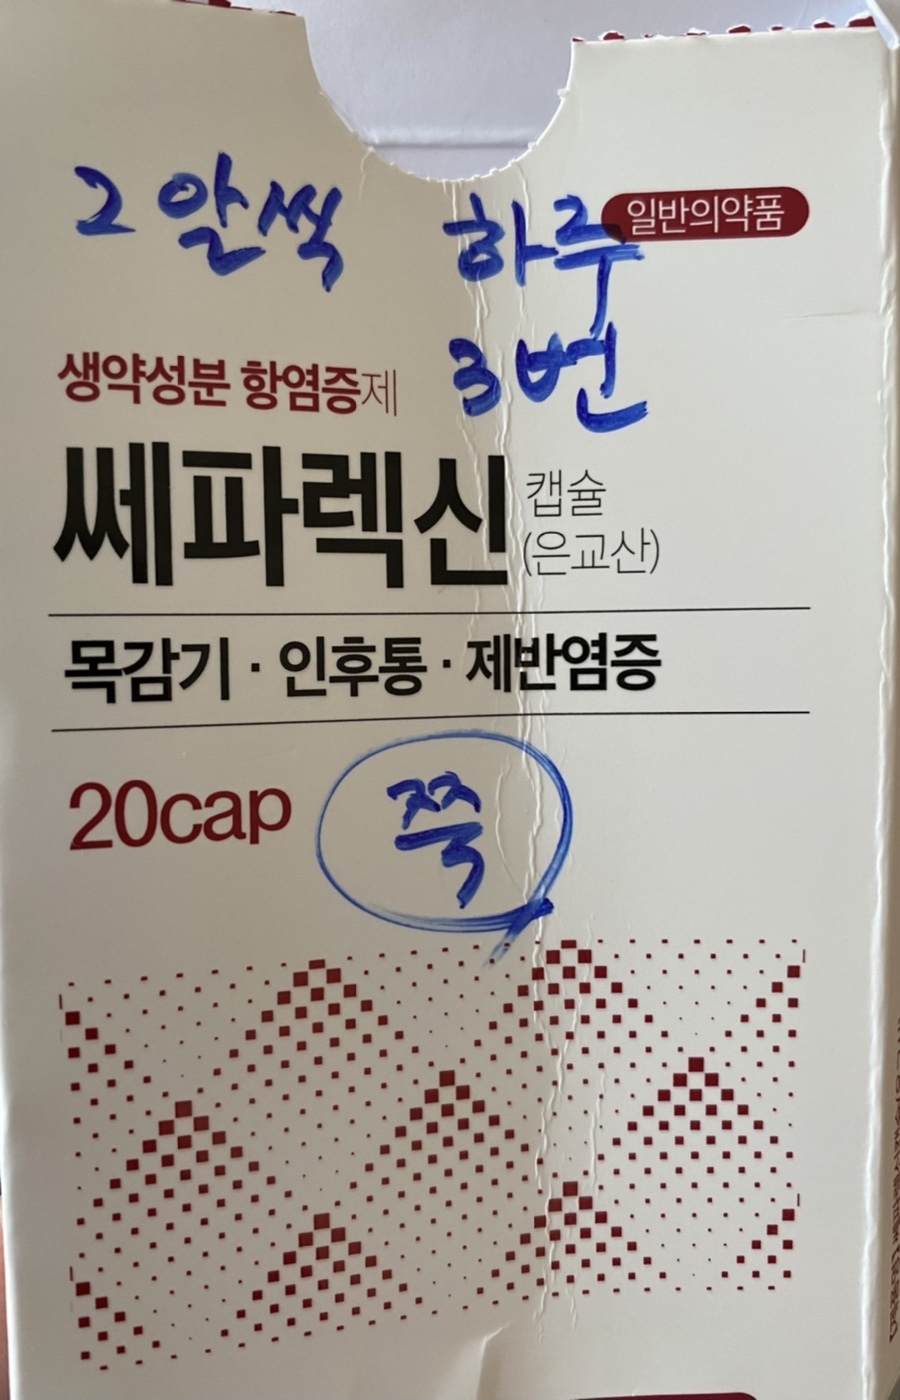 2알씩 하루
일반의약품
3번
생약성분 항염증제
쎄파렉신 캡슐
(은교산)
목감기 · 인후통 · 제반염증
20cap
쭉